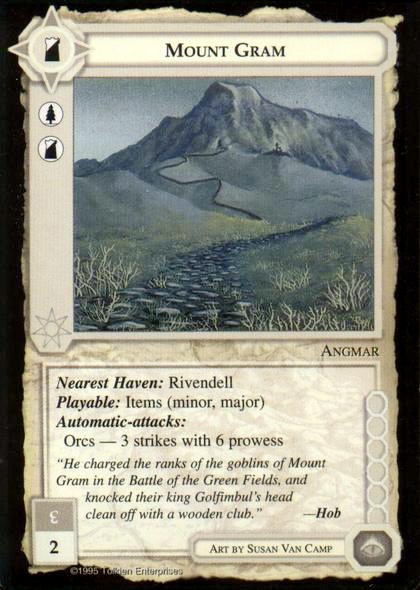 MOUNT GRAM
ANGMAR
Nearest Haven: Rivendell
Playable: Items (minor, major)
Automatic-attacks:
Orcs — 3 strikes with 6 prowess
“He charged the ranks of the goblins of Mount
Gram in the Battle of the Green Fields, and
knocked their king Golfimbul's head
clean off with a wooden club.” —Hob
3
2
ART BY SUSAN VAN CAMP
©1995 Tolkien Enterprises